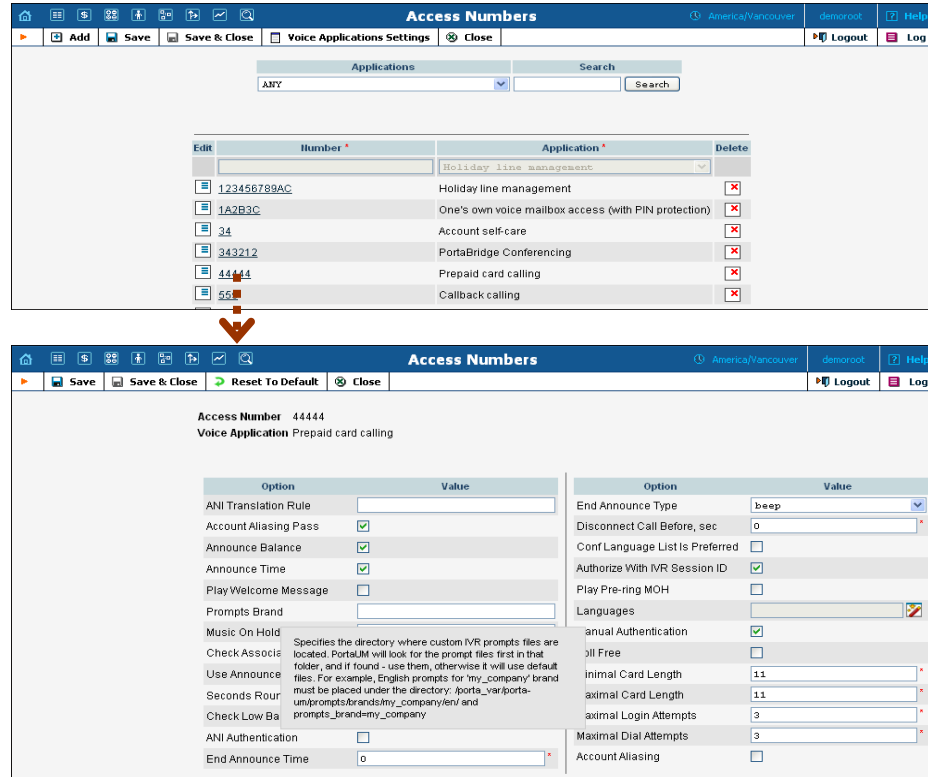 Access Numbers
America/Vancouver
demoroot
Help
Add
Save
Save & Close
Voice Applications Settings
Close
Logout
Log
Applications
Search
ANY
Search
Edit
Number *
Application *
Delete
Holiday line management
123456789AC
Holiday line management
1A2B3C
One's own voice mailbox access (with PIN protection)
34
Account self-care
343212
PortaBridge Conferencing
44444
Prepaid card calling
Callback calling
Access Numbers
America/Vancouver
demoroot
Help
Save
Save & Close
Reset To Default
Close
Logout
Log
Access Number 44444
Voice Application Prepaid card calling
Option
Value
ANI Translation Rule
Account Aliasing Pass
Announce Balance
Announce Time
Play Welcome Message
Prompts Brand
Music On Hold
Check Associa
Use Announce
Seconds Roun
Check Low Ba
ANI Authentication
End Announce Time
0 *
Specifies the directory where custom IVR prompts files are
located. PortaUM will look for the prompt files first in that
folder, and if found - use them, otherwise it will use default
files. For example, English prompts for 'my_company' brand
must be placed under the directory: /porta_var/porta-
um/prompts/brands/my_company/en/ and
prompts_brand=my_company
Option
Value
End Announce Type
beep
Disconnect Call Before, sec
0 *
Conf Language List Is Preferred
Authorize With IVR Session ID
Play Pre-ring MOH
Languages
anual Authentication
oll Free
inimal Card Length
11 *
aximal Card Length
11 *
aximal Login Attempts
3 *
Maximal Dial Attempts
3 *
Account Aliasing